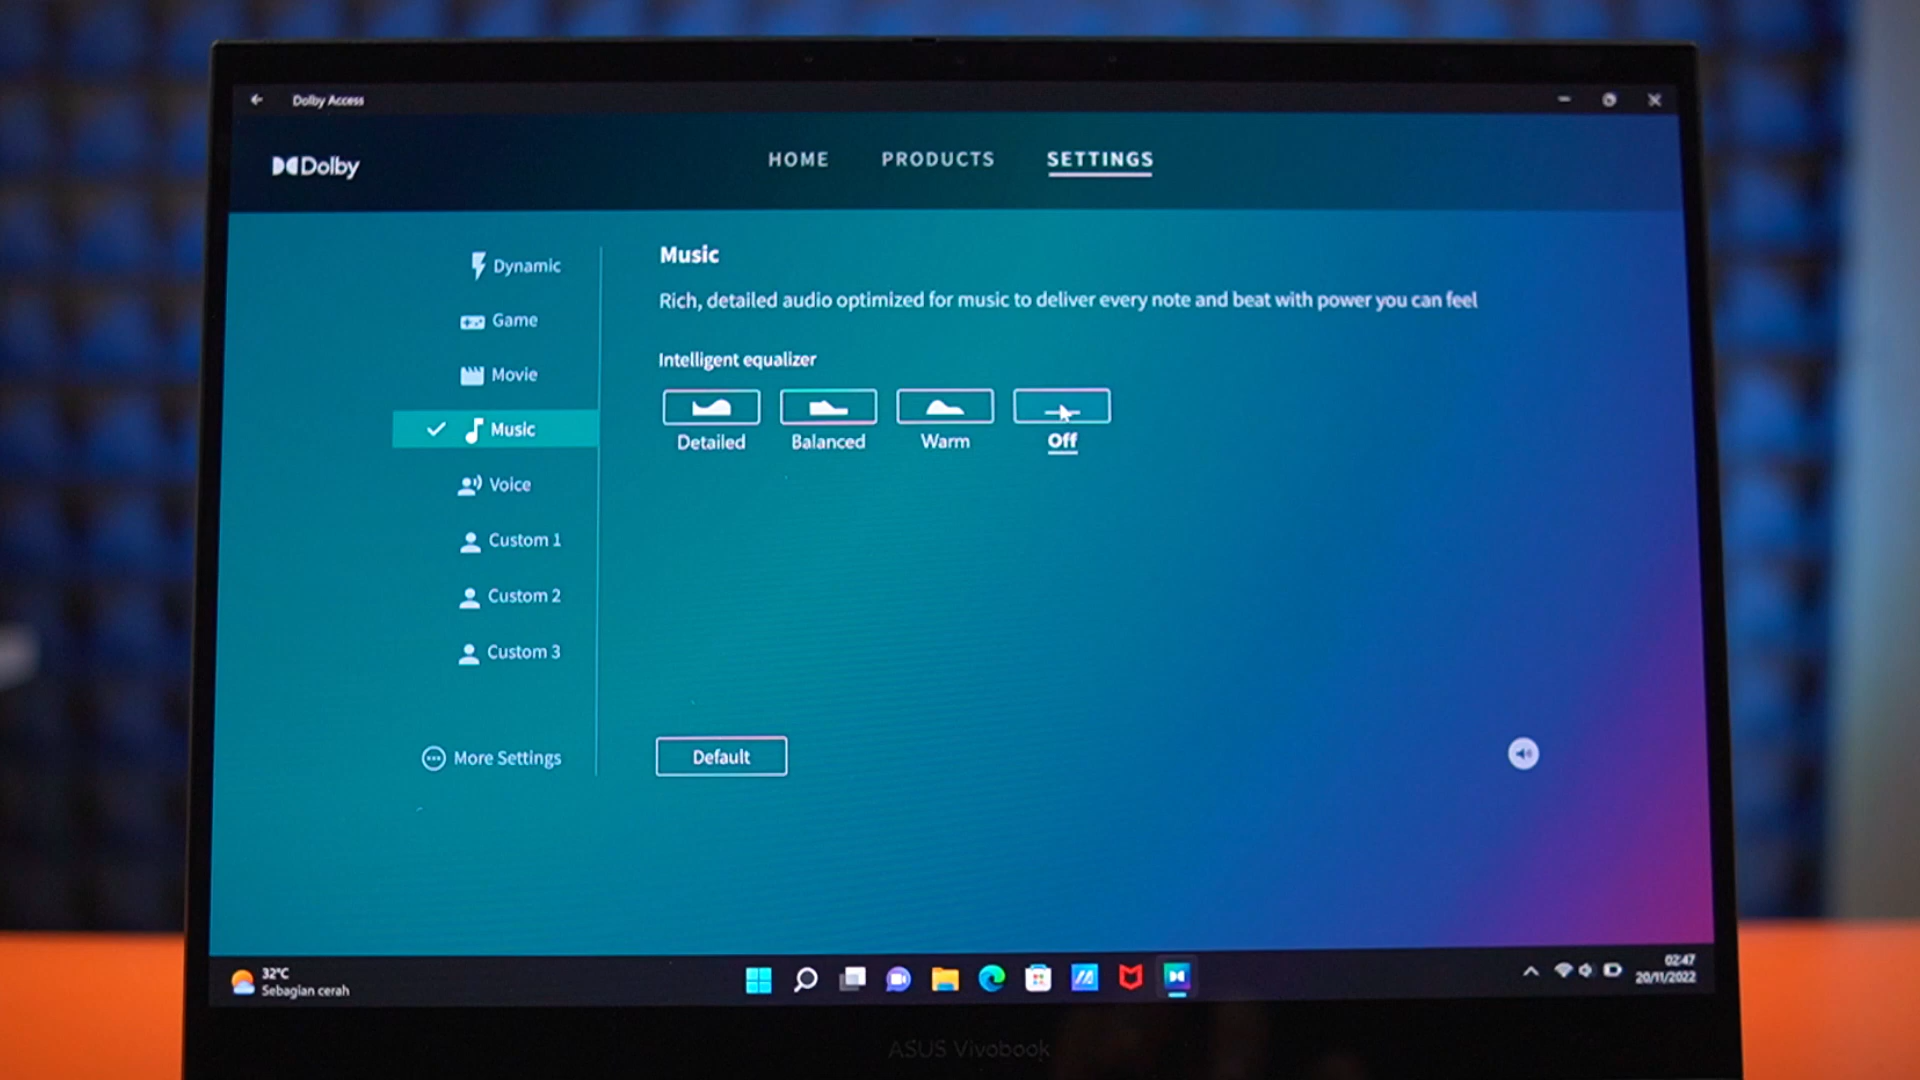 Dolby Access
Dolby
HOME
PRODUCTS
SETTINGS
Dynamic
Game
Movie
Music
Voice
Custom 1
Custom 2
Custom 3
More Settings
Music
Rich, detailed audio optimized for music to deliver every note and beat with power you can feel
Intelligent equalizer
Detailed
Balanced
Warm
Off
Default
32°C
Sebagian cerah
02:47
20/11/2022
ASUS Vivobook